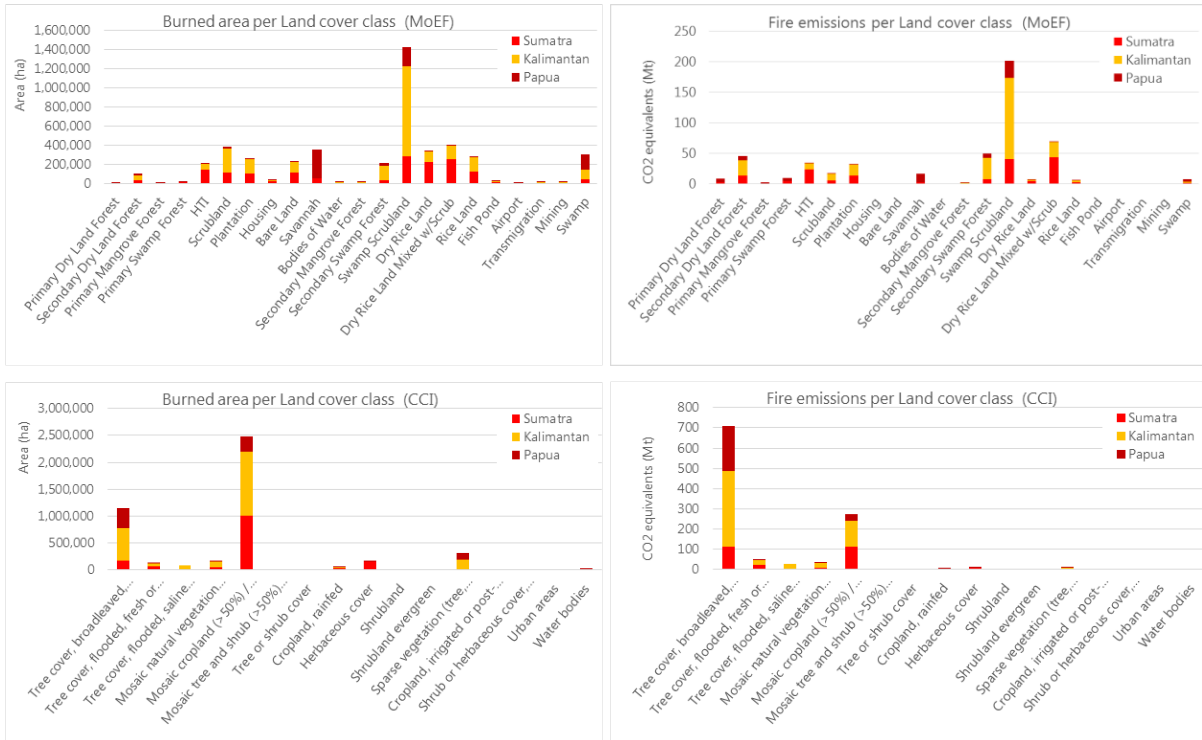 Burned area per Land cover class (MoEF)
Area (ha)
1,600,000
1,400,000
1,200,000
1,000,000
800,000
600,000
400,000
200,000
0
Sumatra
Kalimantan
Papua
Primary Dry Land Forest
Secondary Dry Land Forest
Primary Mangrove Forest
Primary Swamp Forest
HTI
Scrubland
Plantation
Housing
Bare Land
Savannah
Bodies of Water
Secondary Mangrove Forest
Secondary Swamp Forest
Swamp Scrubland
Dry Rice Land
Dry Rice Land Mixed w/Scrub
Rice Land
Fish Pond
Airport
Transmigration
Mining
Swamp
Fire emissions per Land cover class (MoEF)
CO2 equivalents (Mt)
250
200
150
100
50
0
Sumatra
Kalimantan
Papua
Primary Dry Land Forest
Secondary Dry Land Forest
Primary Mangrove Forest
Primary Swamp Forest
HTI
Scrubland
Plantation
Housing
Bare Land
Savannah
Bodies of Water
Secondary Mangrove Forest
Secondary Swamp Forest
Swamp Scrubland
Dry Rice Land
Dry Rice Land Mixed w/Scrub
Rice Land
Fish Pond
Airport
Transmigration
Mining
Swamp
Burned area per Land cover class (CCI)
Area (ha)
3,000,000
2,500,000
2,000,000
1,500,000
1,000,000
500,000
0
Sumatra
Kalimantan
Papua
Tree cover, broadleaved,...
Tree cover, flooded, fresh or...
Tree cover, flooded, saline...
Mosaic natural vegetation...
Mosaic cropland (>50%) /...
Mosaic tree and shrub (>50%)...
Tree or shrub cover
Cropland, rainfed
Herbaceous cover
Shrubland
Shrubland evergreen
Sparse vegetation (tree,...
Cropland, irrigated or post-...
Shrub or herbaceous cover,...
Urban areas
Water bodies
Fire emissions per Land cover class (CCI)
CO2 equivalents (Mt)
800
700
600
500
400
300
200
100
0
Sumatra
Kalimantan
Papua
Tree cover, broadleaved,...
Tree cover, flooded, fresh or...
Tree cover, flooded, saline...
Mosaic natural vegetation...
Mosaic cropland (>50%) /...
Mosaic tree and shrub (>50%)...
Tree or shrub cover
Cropland, rainfed
Herbaceous cover
Shrubland
Shrubland evergreen
Sparse vegetation (tree,...
Cropland, irrigated or post-...
Shrub or herbaceous cover,...
Urban areas
Water bodies